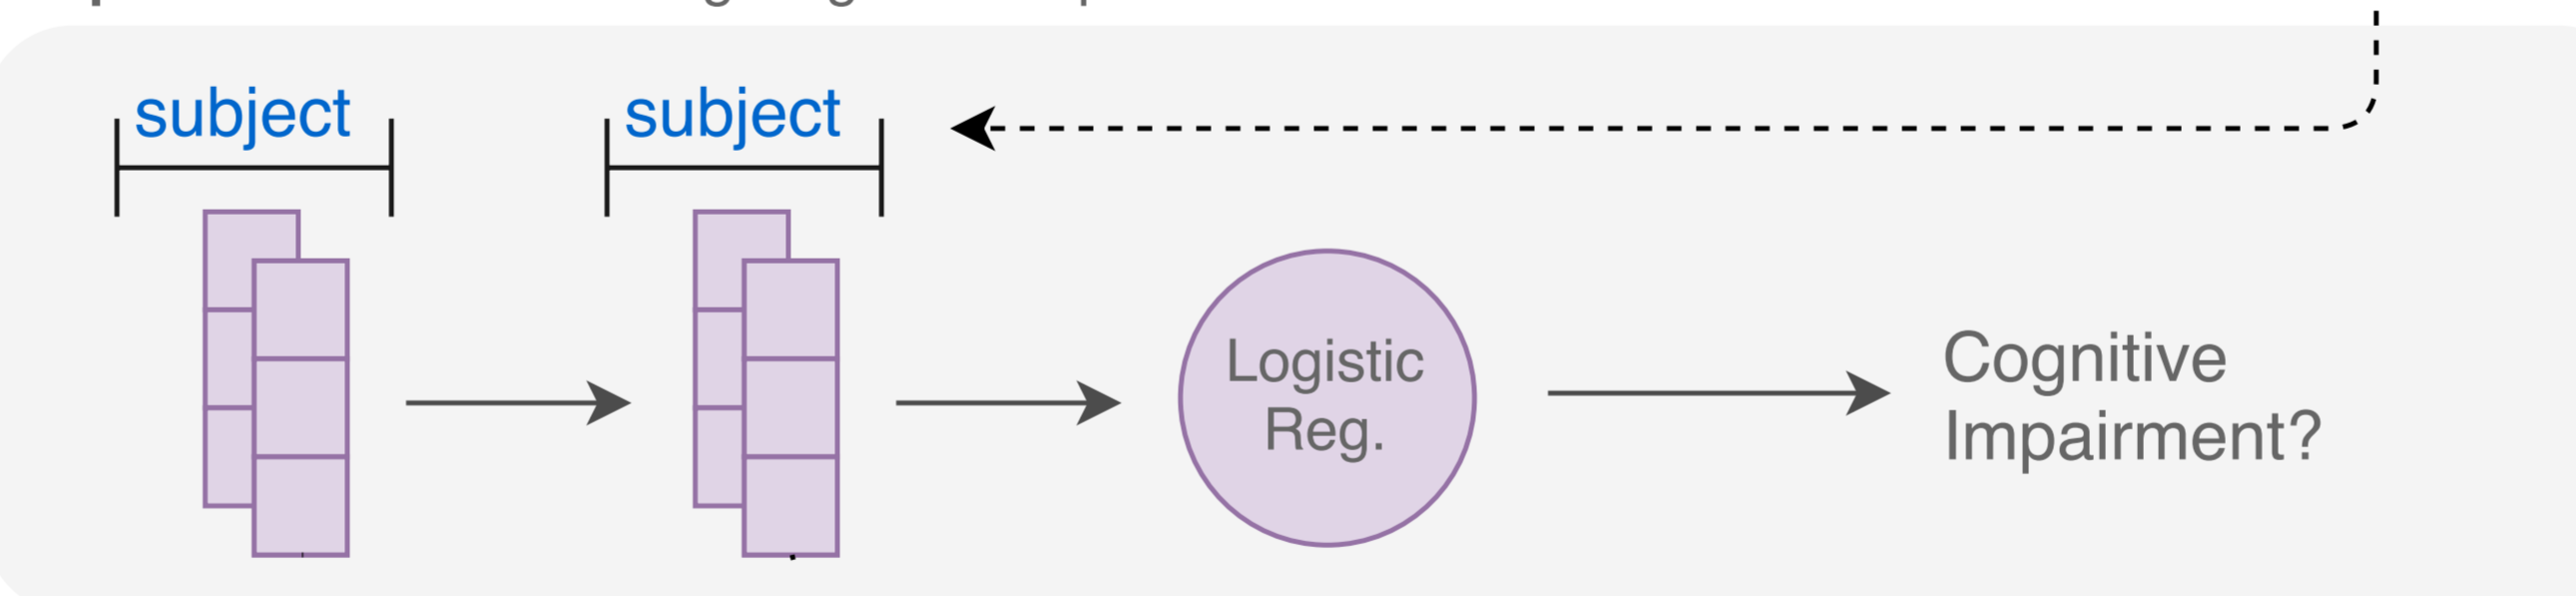 subject
subject
Logistic
Reg.
Cognitive
Impairment?